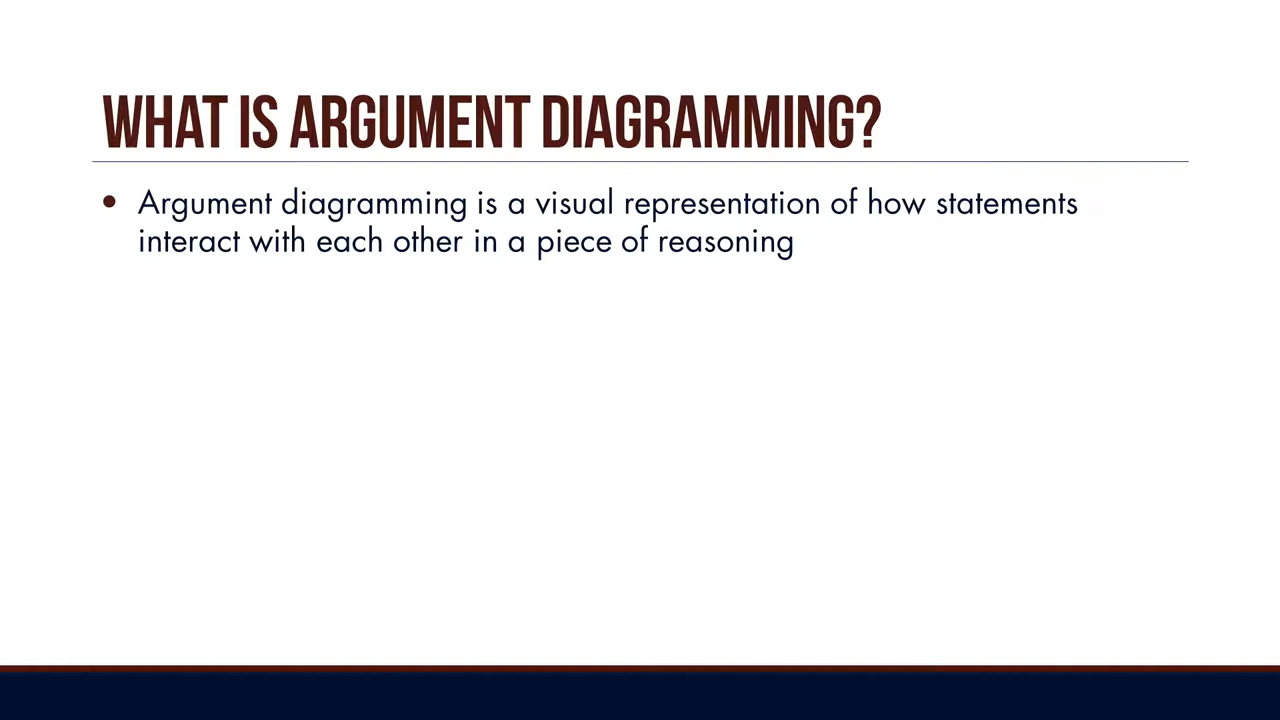 WHAT IS ARGUMENT DIAGRAMMING?
• Argument diagramming is a visual representation of how statements
interact with each other in a piece of reasoning